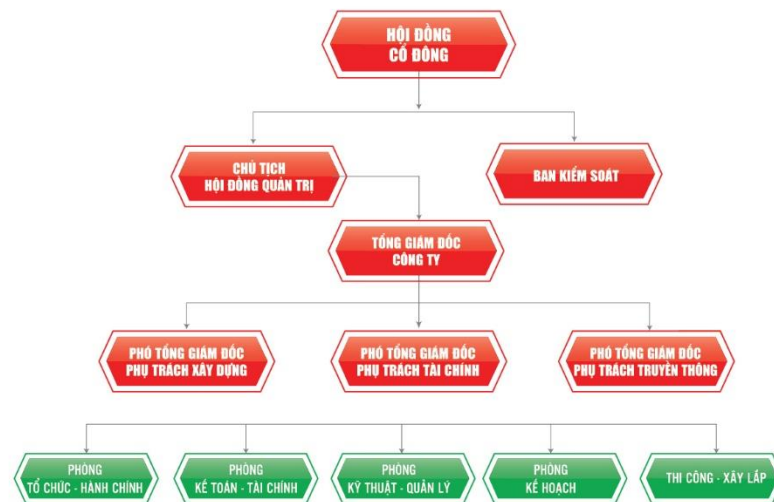 HỘI ĐỒNG
CỔ ĐÔNG
CHỦ TỊCH
HỘI ĐỒNG QUẢN TRỊ
BAN KIỂM SOÁT
TỔNG GIÁM ĐỐC
CÔNG TY
PHÓ TỔNG GIÁM ĐỐC
PHỤ TRÁCH XÂY DỰNG
PHÓ TỔNG GIÁM ĐỐC
PHỤ TRÁCH TÀI CHÍNH
PHÓ TỔNG GIÁM ĐỐC
PHỤ TRÁCH TRUYỀN THÔNG
PHÒNG
TỔ CHỨC - HÀNH CHÍNH
PHÒNG
KẾ TOÁN - TÀI CHÍNH
PHÒNG
KỸ THUẬT - QUẢN LÝ
PHÒNG
KẾ HOẠCH
THI CÔNG - XÂY LẮP